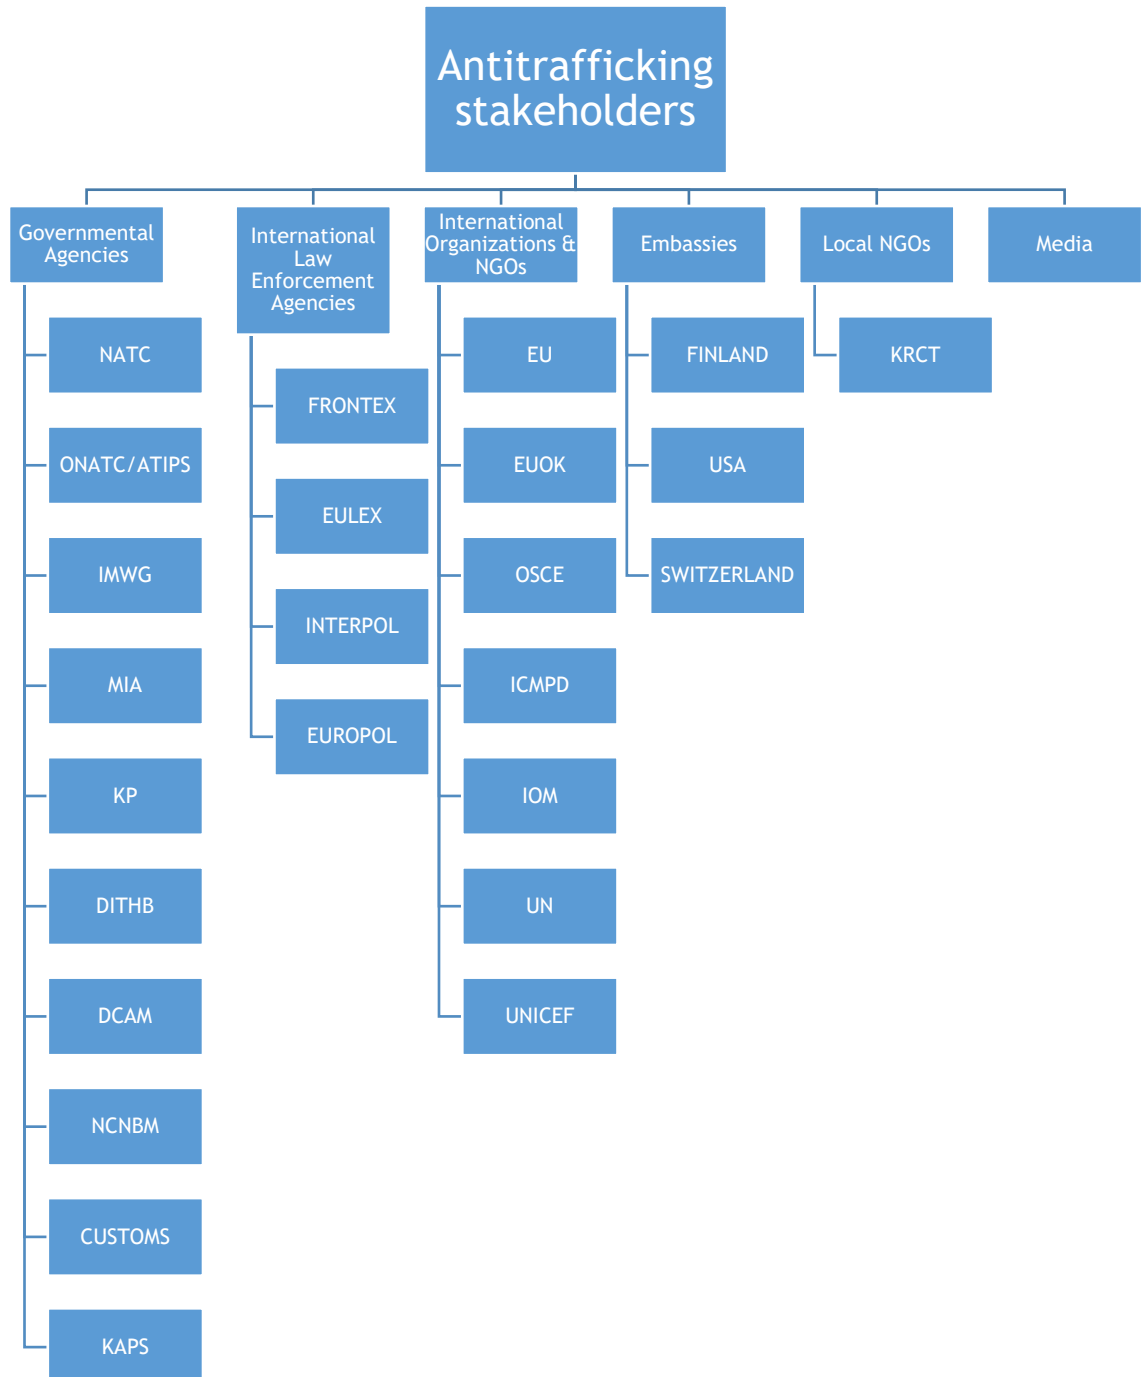 Antitrafficking
stakeholders
Governmental
Agencies
NATC
ONATC/ATIPS
IMWG
MIA
KP
DITHB
DCAM
NCNBM
CUSTOMS
KAPS
International
Law
Enforcement
Agencies
FRONTEX
EULEX
INTERPOL
EUROPOL
International
Organizations &
NGOs
EU
EUOK
OSCE
ICMPD
IOM
UN
UNICEF
Embassies
FINLAND
USA
SWITZERLAND
Local NGOs
KRCT
Media